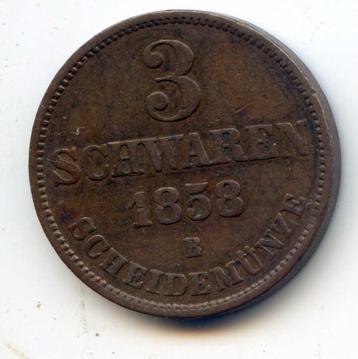 3
SCHWAREN
1858
B
SCHEIDEMÜNZE